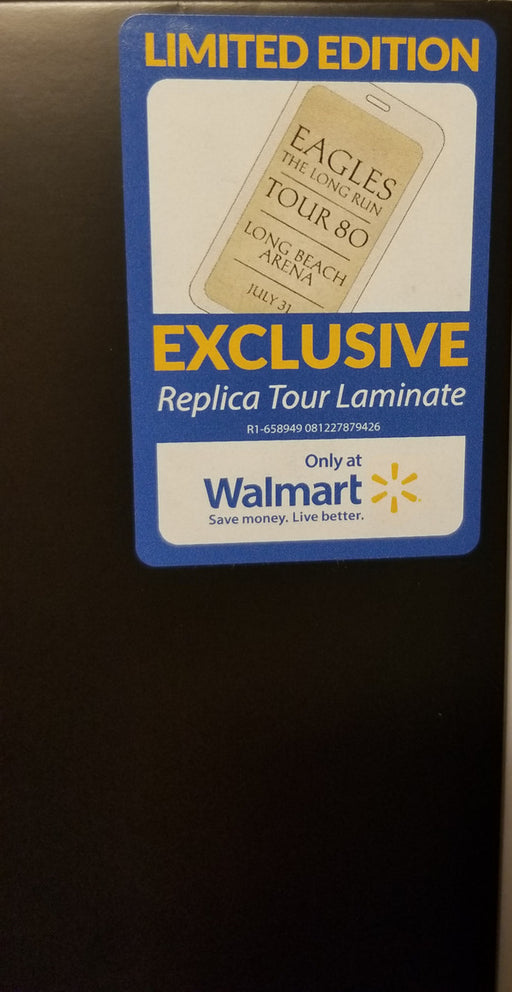 LIMITED EDITION
EAGLES
THE LONG RUN
TOUR 80
LONG BEACH
ARENA
JULY 31
EXCLUSIVE
Replica Tour Laminate
R1-658949 081227879426
Only at
Walmart
Save money. Live better.